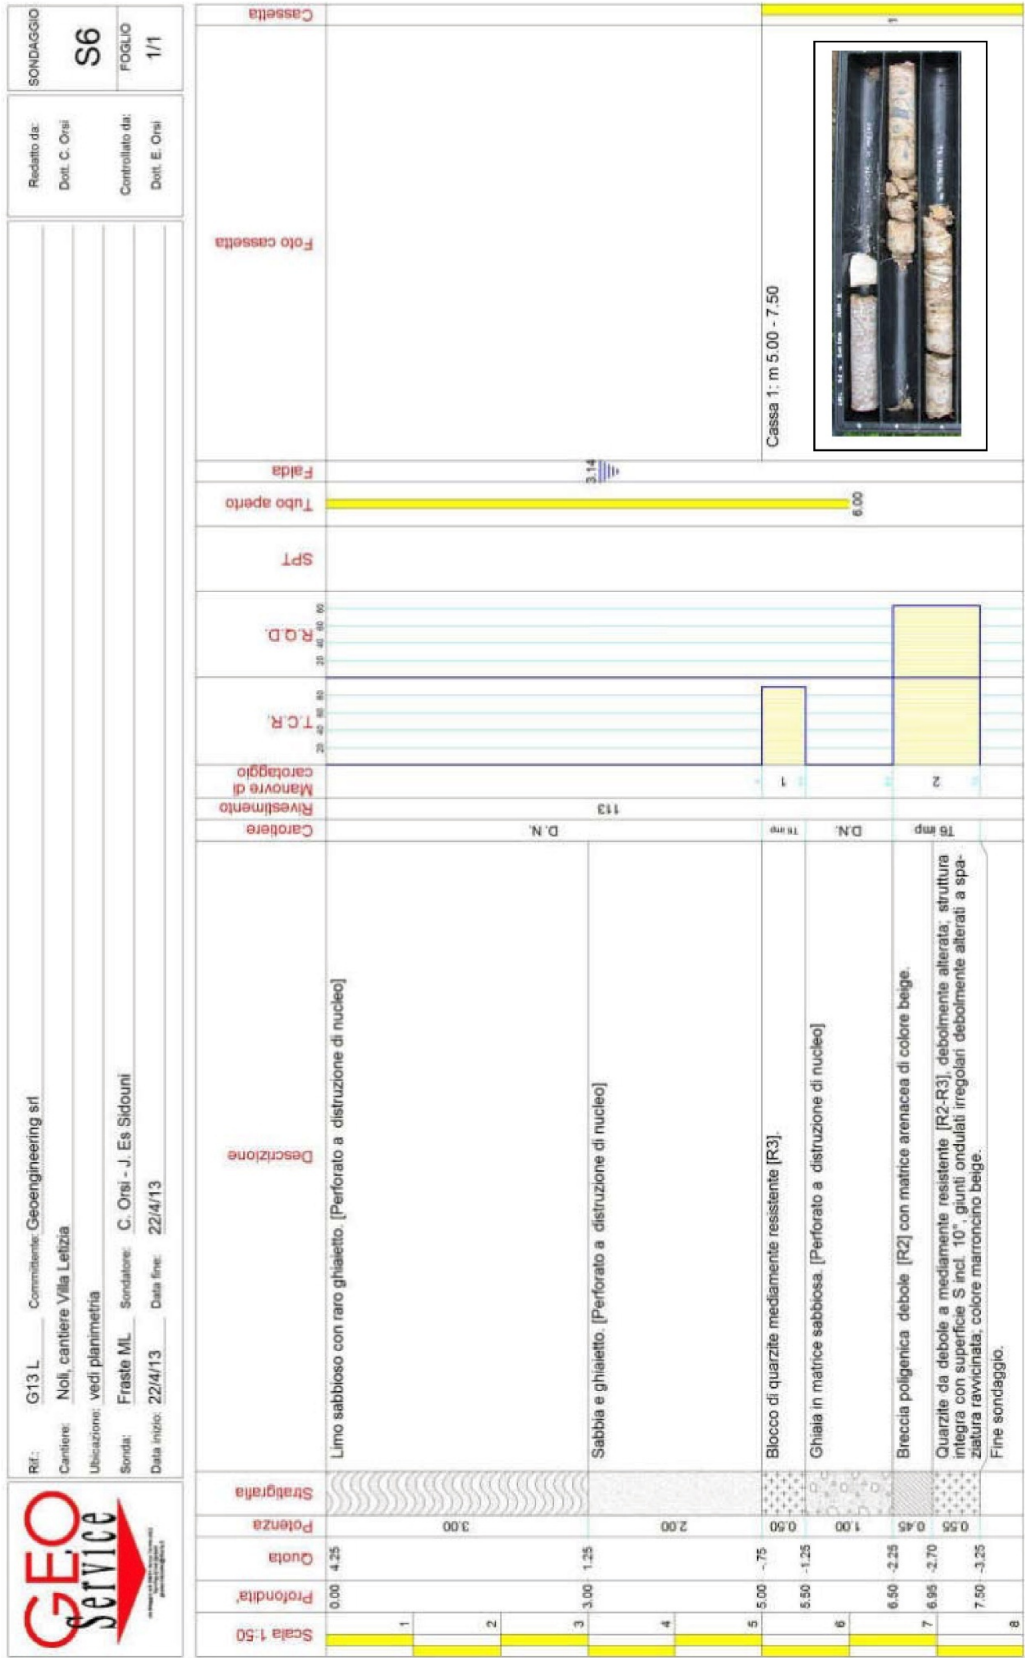 GEO
Service
Rif.: G13 L Committente: Geoengineering srl
Cantiere: Noli, cantiere Villa Letizia
Ubicazione: vedi planimetria
Sonda: Fraste ML Sondatore: C. Orsi - J. Es Sidouni
Data inizio: 22/4/13 Data fine: 22/4/13
Redatto da:
Dott. C. Orsi
Controllato da:
Dott. E. Orsi
SONDAGGIO
S6
FOGLIO
1/1
Scala 1:50
Profondita'
Quota
Potenza
Stratigrafia
Descrizione
Carotiere
Rivestimento
Manovre di
carotaggio
T.C.R.
20 40 60 80
R.Q.D.
20 40 60 80
SPT
Tubo aperto
Falda
Foto cassetta
Cassetta
0.00 4.25
3.00 Limo sabbioso con raro ghiaietto. [Perforato a distruzione di nucleo]
D.N.
113
1
2
3
3.00 1.25
2.00 Sabbia e ghiaietto. [Perforato a distruzione di nucleo]
3.14
4
5
5.00 -.75
0.50 Blocco di quarzite mediamente resistente [R3].
T6 imp
1
Cassa 1: m 5.00 - 7.50
1
5.50 -1.25
1.00 Ghiaia in matrice sabbiosa. [Perforato a distruzione di nucleo]
D.N.
6
6.00
6.50 -2.25
0.45 Breccia poligenica debole [R2] con matrice arenacea di colore beige.
T6 imp
2
6.95 -2.70
7
0.55 Quarzite da debole a mediamente resistente [R2-R3], debolmente alterata; struttura
integra con superficie S incl. 10°, giunti ondulati irregolari debolmente alterati a spa-
ziatura ravvicinata; colore marroncino beige.
7.50 -3.25
Fine sondaggio.
8